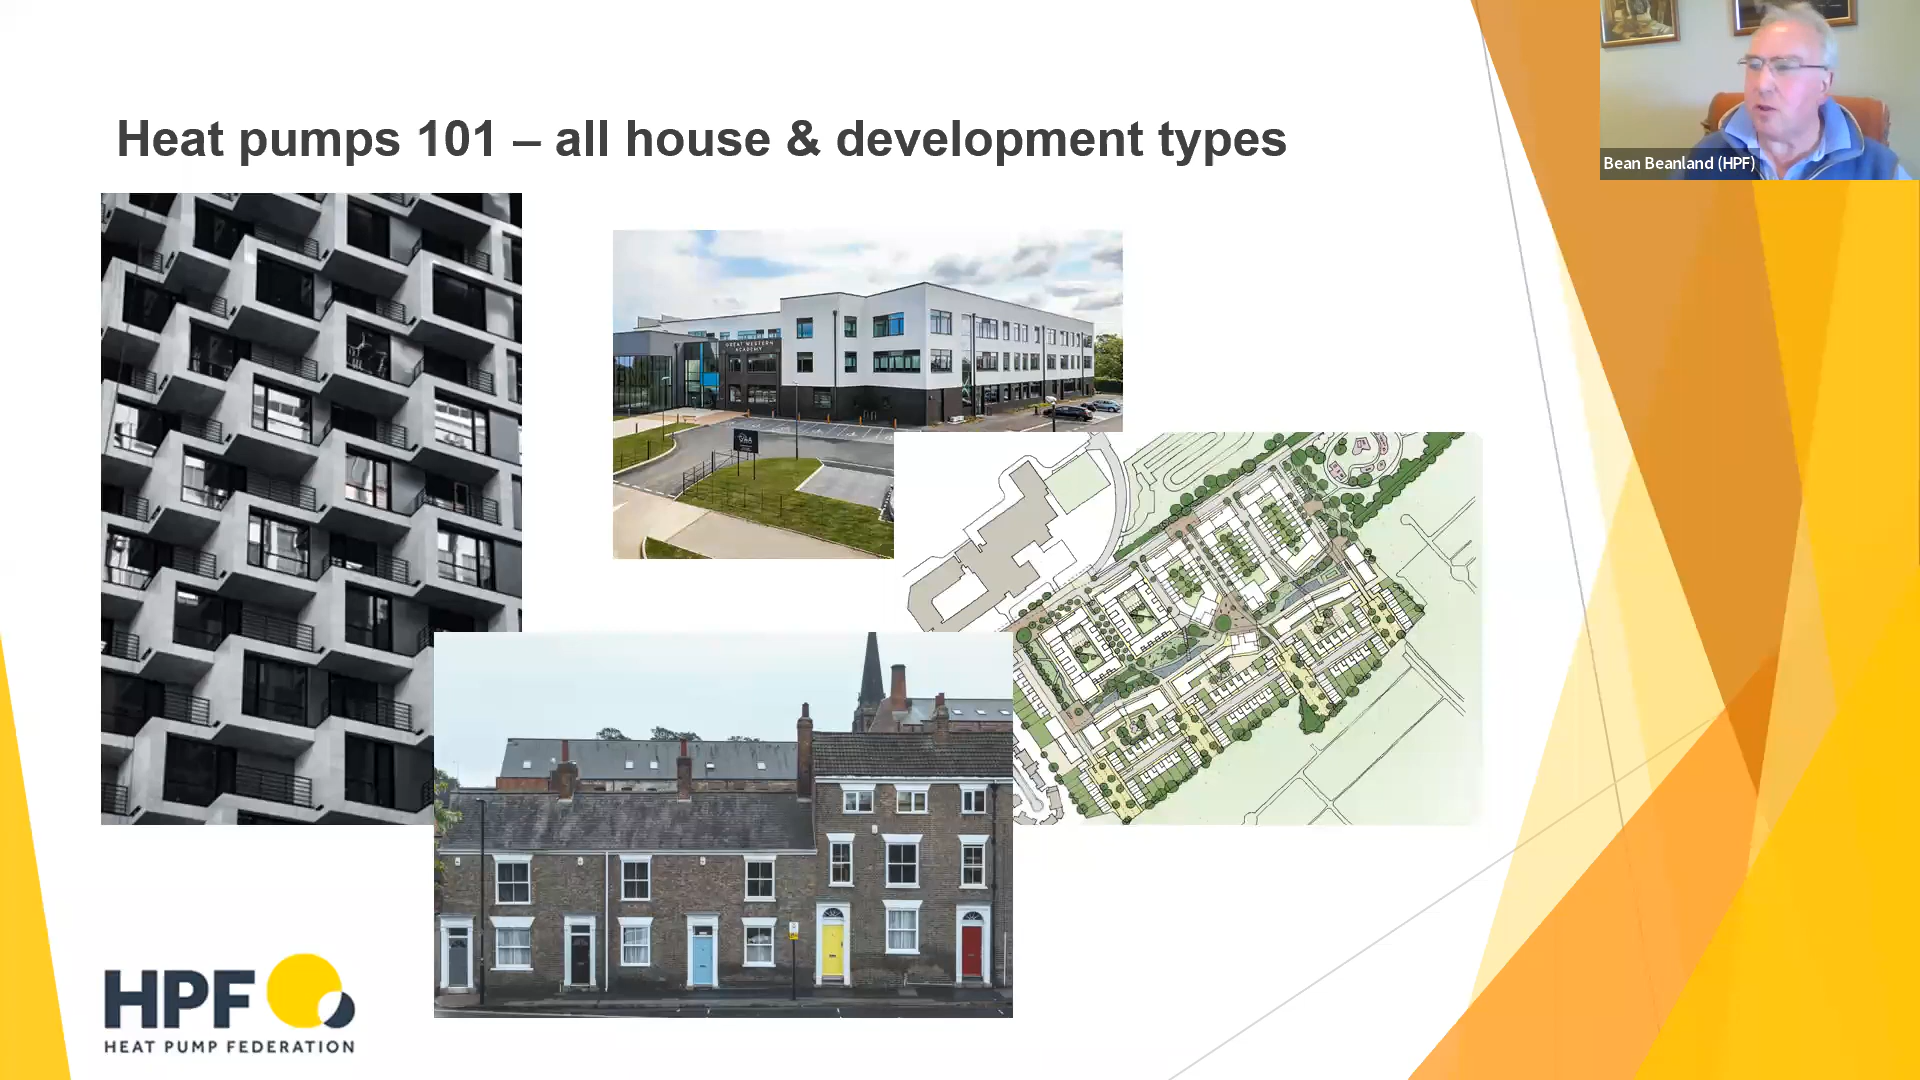 Heat pumps 101 – all house & development types
Bean Beanland (HPF)
GREAT WESTERN
ACADEMY
HPF
HEAT PUMP FEDERATION